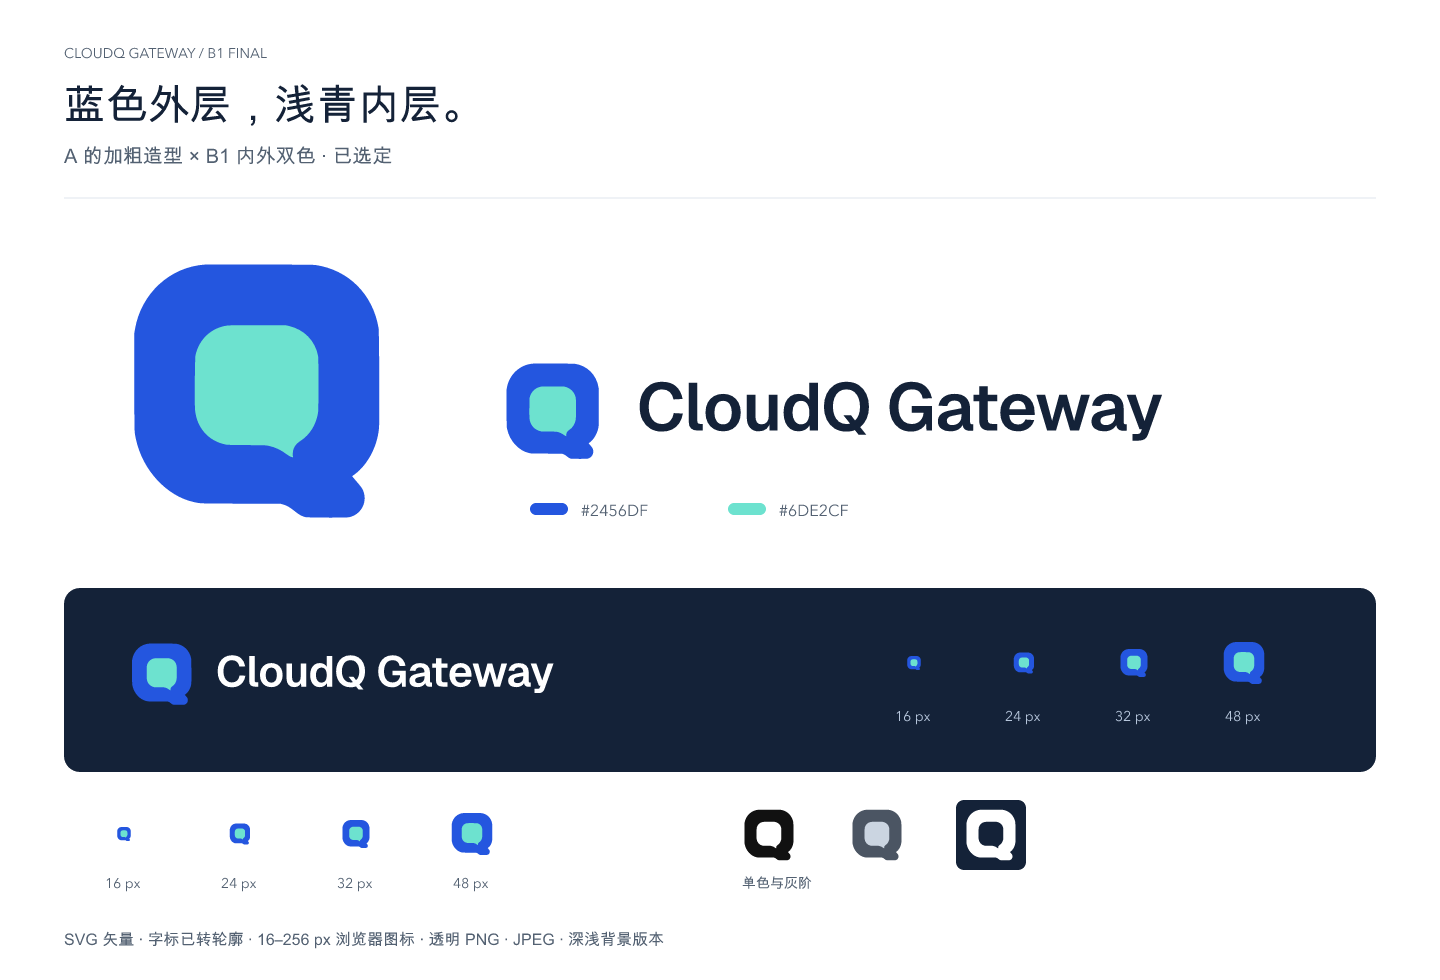 CLOUDQ GATEWAY / B1 FINAL
蓝色外层，浅青内层。
A 的加粗造型 × B1 内外双色 · 已选定
CloudQ Gateway
#2456DF
#6DE2CF
CloudQ Gateway
16 px
24 px
32 px
48 px
16 px
24 px
32 px
48 px
单色与灰阶
SVG 矢量 · 字标已转轮廓 · 16–256 px 浏览器图标 · 透明 PNG · JPEG · 深浅背景版本